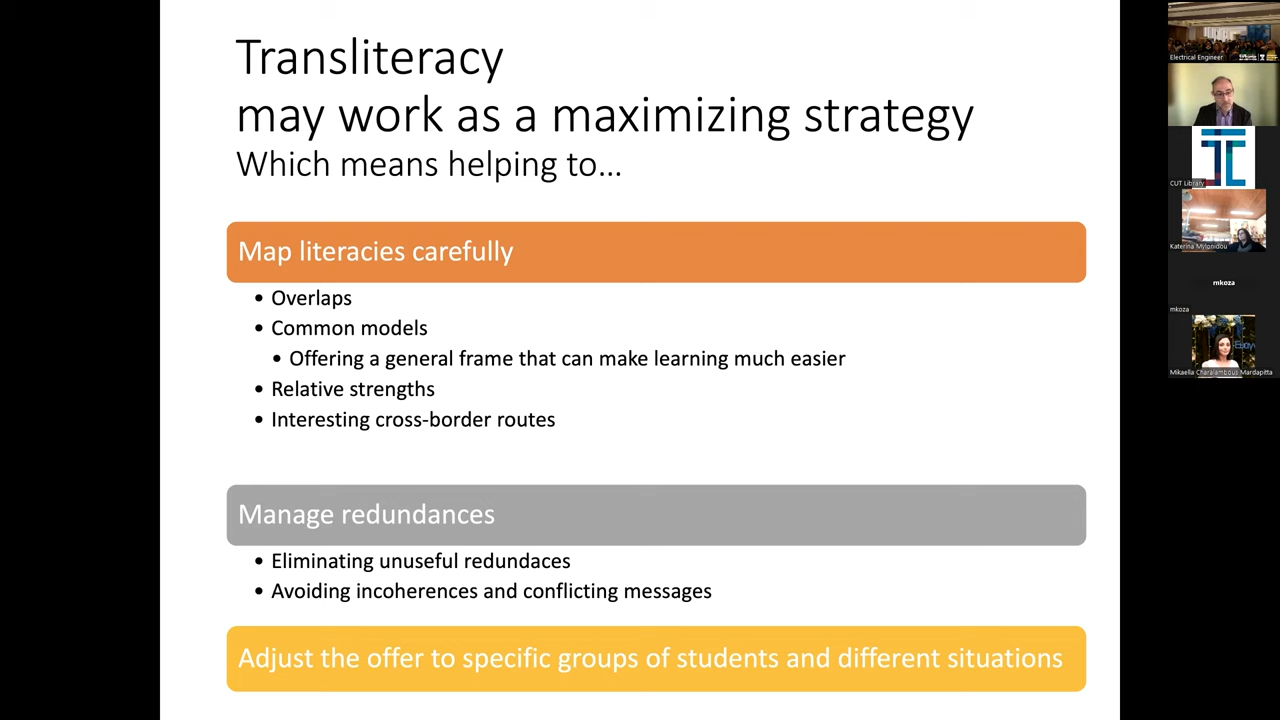 Transliteracy
may work as a maximizing strategy
Which means helping to...
Map literacies carefully
• Overlaps
• Common models
• Offering a general frame that can make learning much easier
• Relative strengths
• Interesting cross-border routes
Manage redundances
• Eliminating unuseful redundaces
• Avoiding incoherences and conflicting messages
Adjust the offer to specific groups of students and different situations
Electrical Engineer
CUT Library
Katerina Mylonidou
mkoza
mkoza
Mikaella Charalambous Mardapitta